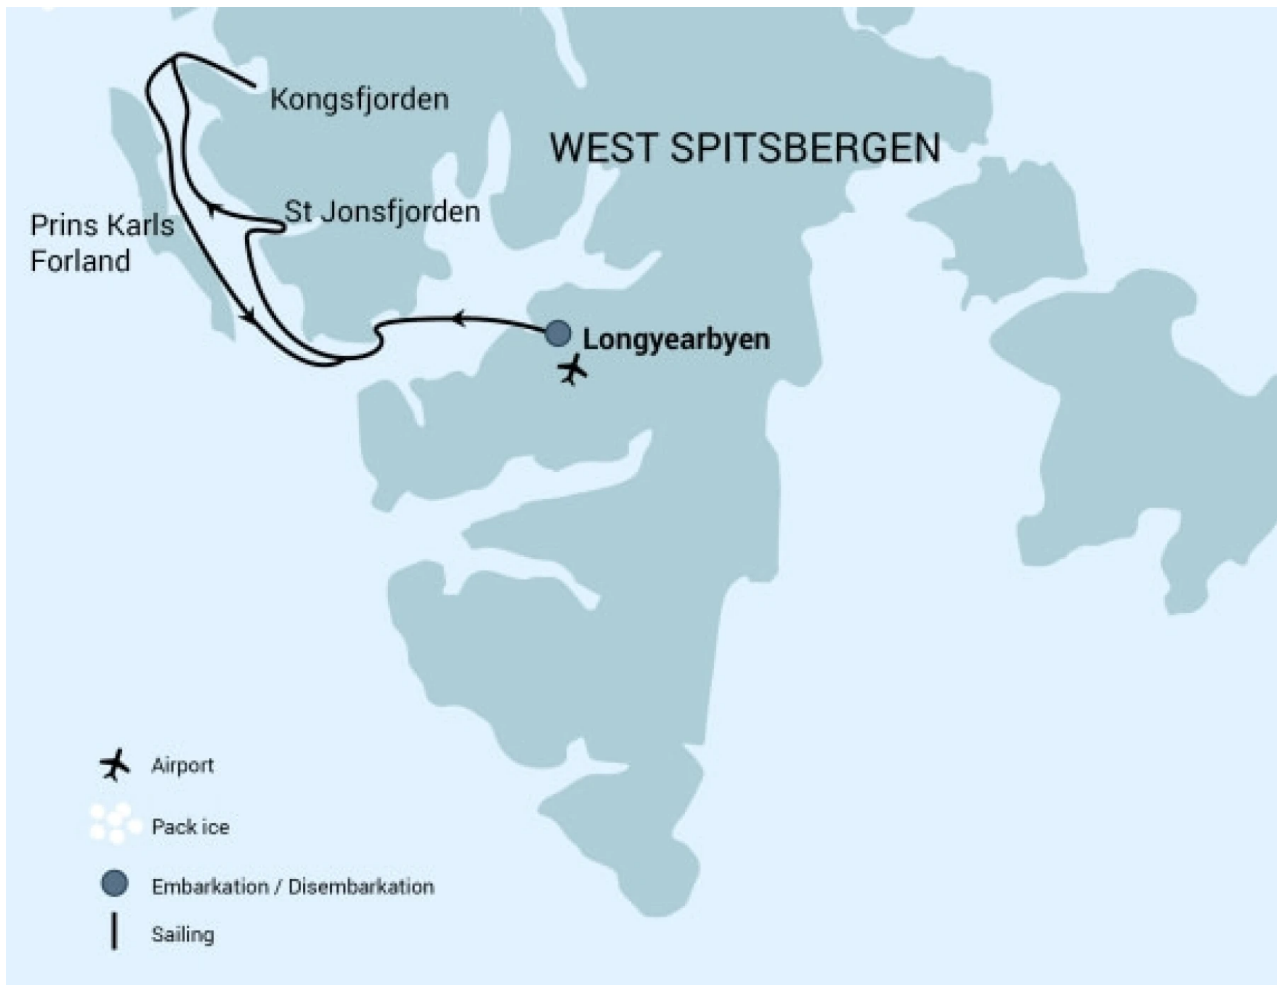 Kongsfjorden
WEST SPITSBERGEN
St Jonsfjorden
Prins Karls
Forland
Longyearbyen
Airport
Pack ice
Embarkation / Disembarkation
Sailing